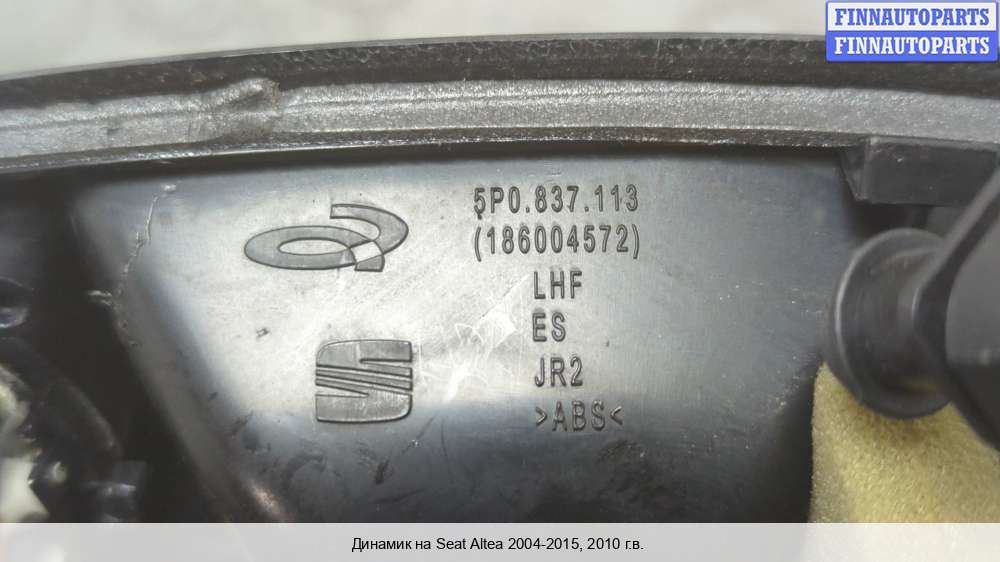 FINNAUTOPARTS
FINNAUTOPARTS
5P0.837.113
(186004572)
LHF
ES
JR2
>ABS<
Динамик на Seat Altea 2004-2015, 2010 г.в.